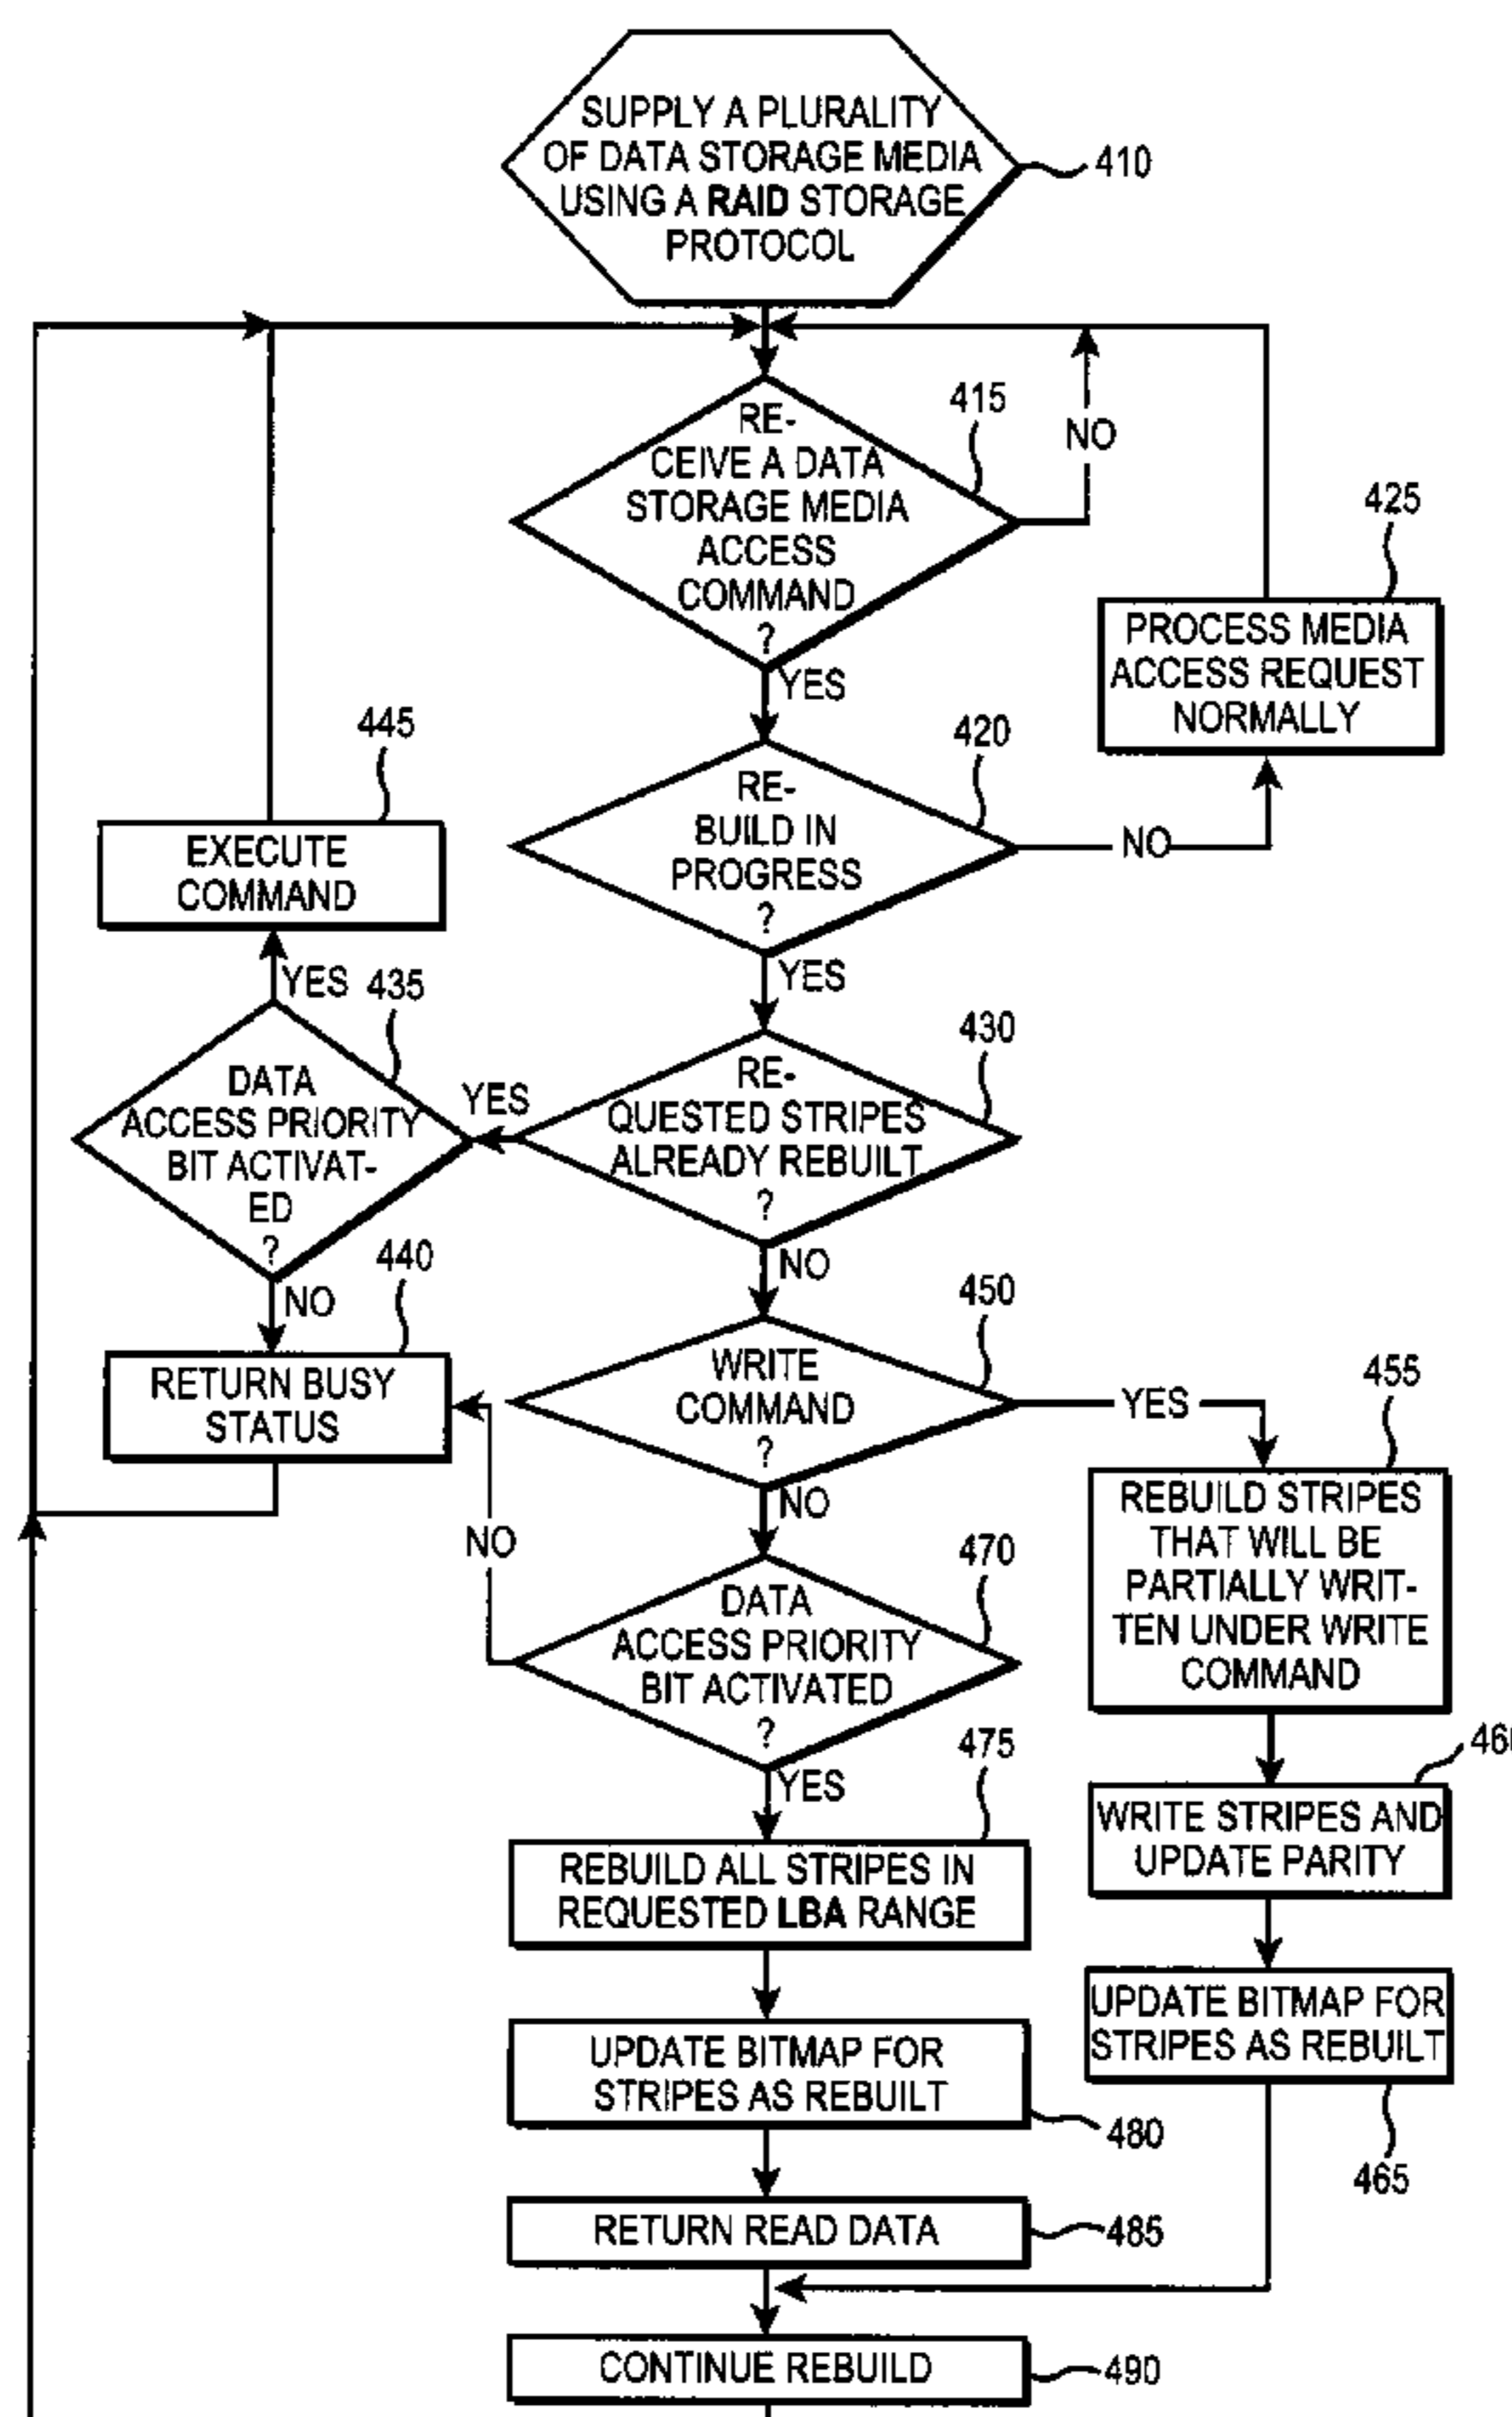 SUPPLY A PLURALITY
OF DATA STORAGE MEDIA
USING A RAID STORAGE
PROTOCOL
410
RE-
CEIVE A DATA
STORAGE MEDIA
ACCESS
COMMAND
?
415
NO
YES
425
PROCESS MEDIA
ACCESS REQUEST
NORMALLY
420
RE-
BUILD IN
PROGRESS
?
NO
YES
445
EXECUTE
COMMAND
YES
435
DATA
ACCESS PRIORITY
BIT ACTIVAT-
ED
?
YES
430
RE-
QUESTED STRIPES
ALREADY REBUILT
?
NO
440
NO
RETURN BUSY
STATUS
450
WRITE
COMMAND
?
YES
NO
455
REBUILD STRIPES
THAT WILL BE
PARTIALLY WRIT-
TEN UNDER WRITE
COMMAND
NO
470
DATA
ACCESS PRIORITY
BIT ACTIVATED
?
YES
WRITE STRIPES AND
UPDATE PARITY
475
REBUILD ALL STRIPES IN
REQUESTED LBA RANGE
UPDATE BITMAP FOR
STRIPES AS REBUILT
465
UPDATE BITMAP FOR
STRIPES AS REBUILT
480
RETURN READ DATA
485
CONTINUE REBUILD
490